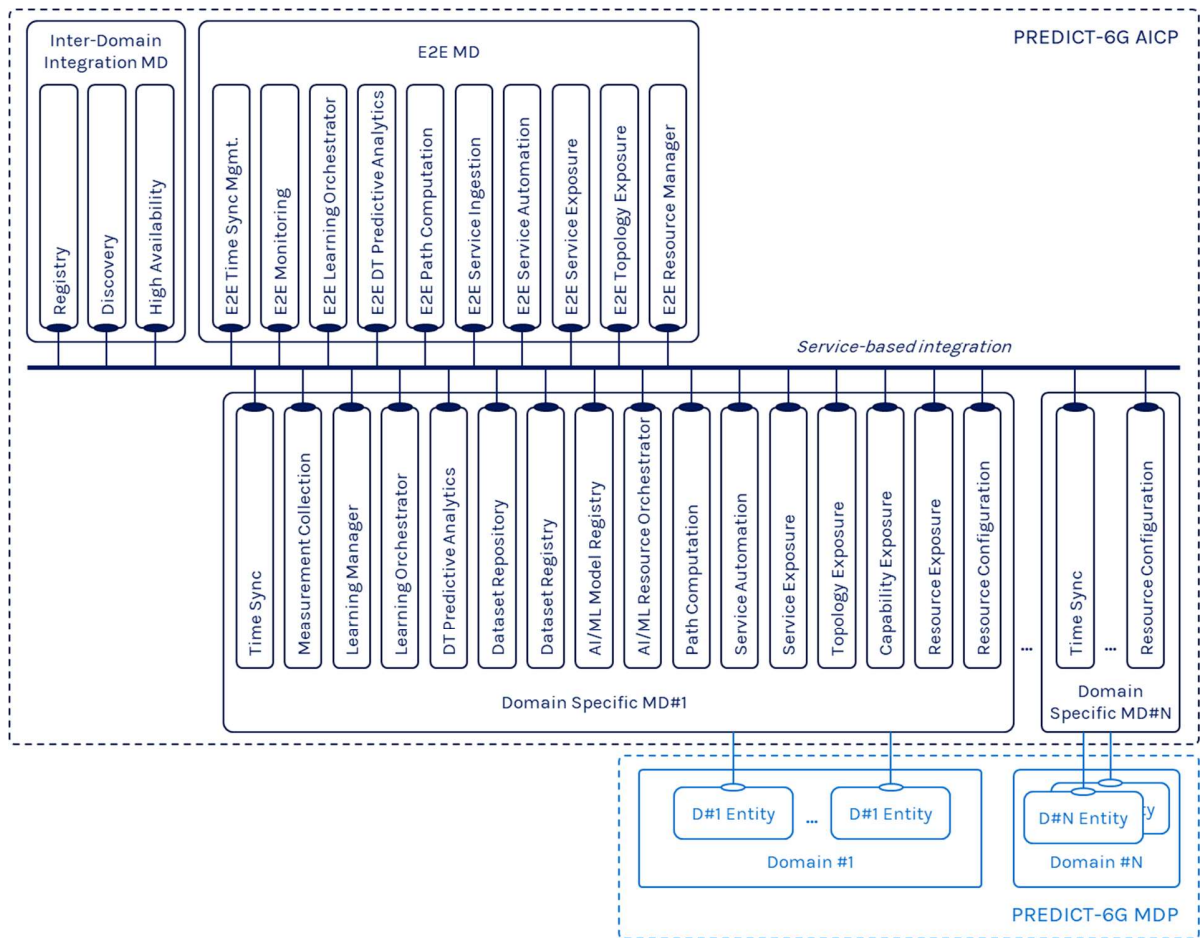 Inter-Domain
Integration MD
E2E MD
PREDICT-6G AICP
Registry
Discovery
High Availability
E2E Time Sync Mgmt.
E2E Monitoring
E2E Learning Orchestrator
E2E DT Predictive Analytics
E2E Path Computation
E2E Service Ingestion
E2E Service Automation
E2E Service Exposure
E2E Topology Exposure
E2E Resource Manager
Service-based integration
Time Sync
Measurement Collection
Learning Manager
Learning Orchestrator
DT Predictive Analytics
Dataset Repository
Dataset Registry
AI/ML Model Registry
AI/ML Resource Orchestrator
Path Computation
Service Automation
Service Exposure
Topology Exposure
Capability Exposure
Resource Exposure
Resource Configuration
...
Time Sync
...
Resource Configuration
Domain Specific MD#1
Domain
Specific MD#N
D#1 Entity
...
D#1 Entity
D#N Entity
ty
Domain #1
Domain #N
PREDICT-6G MDP